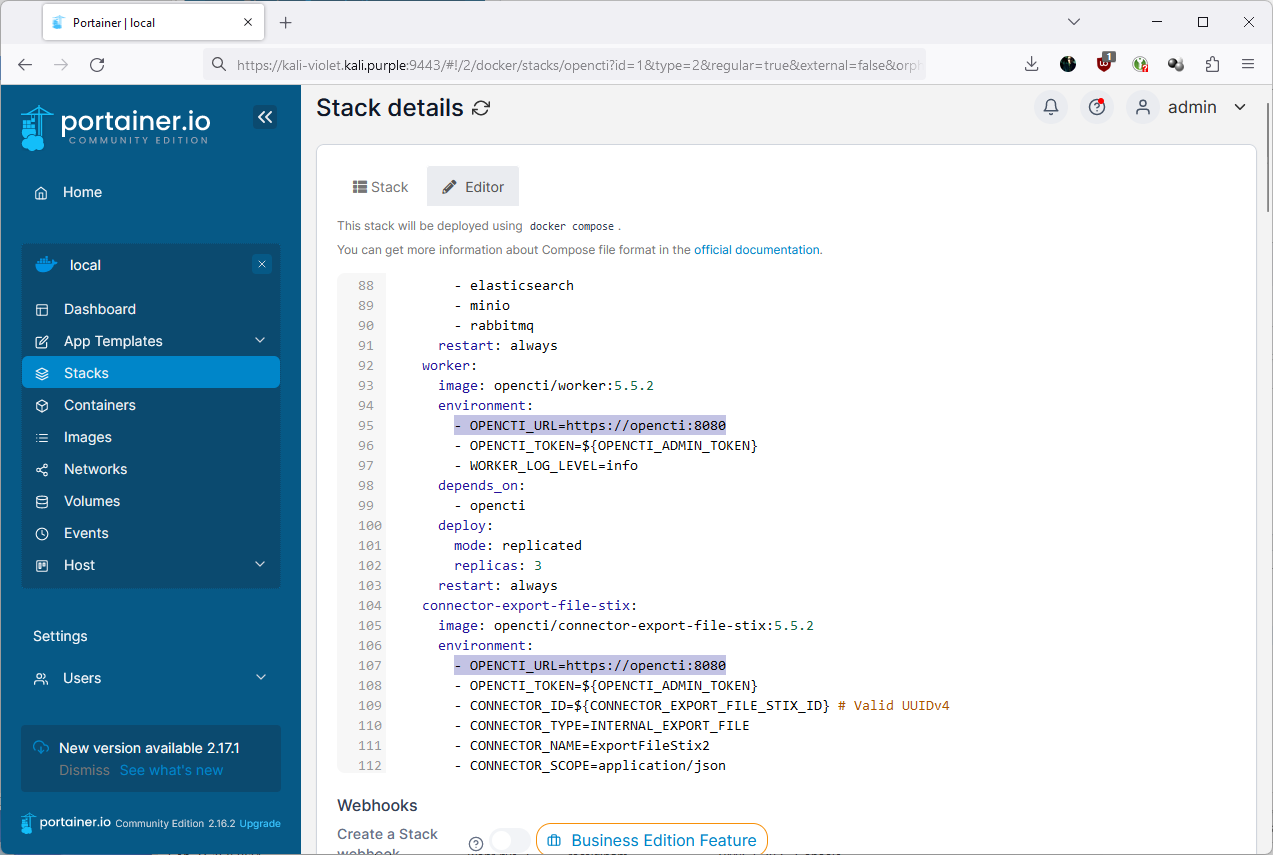 Portainer | local
https://kali-violet.kali.purple:9443/#!/2/docker/stacks/opencti?id=1&type=2&regular=true&external=false&orph
1
portainer.io
COMMUNITY EDITION
Home
local
Dashboard
App Templates
Stacks
Containers
Images
Networks
Volumes
Events
Host
Settings
Users
New version available 2.17.1
Dismiss See what's new
portainer.io Community Edition 2.16.2 Upgrade
Stack details
admin
Stack
Editor
This stack will be deployed using docker compose .
You can get more information about Compose file format in the official documentation.
88 - elasticsearch
89 - minio
90 - rabbitmq
91 restart: always
92 worker:
93 image: opencti/worker:5.5.2
94 environment:
95 - OPENCTI_URL=https://opencti:8080
96 - OPENCTI_TOKEN=${OPENCTI_ADMIN_TOKEN}
97 - WORKER_LOG_LEVEL=info
98 depends_on:
99 - opencti
100 deploy:
101 mode: replicated
102 replicas: 3
103 restart: always
104 connector-export-file-stix:
105 image: opencti/connector-export-file-stix:5.5.2
106 environment:
107 - OPENCTI_URL=https://opencti:8080
108 - OPENCTI_TOKEN=${OPENCTI_ADMIN_TOKEN}
109 - CONNECTOR_ID=${CONNECTOR_EXPORT_FILE_STIX_ID} # Valid UUIDv4
110 - CONNECTOR_TYPE=INTERNAL_EXPORT_FILE
111 - CONNECTOR_NAME=ExportFileStix2
112 - CONNECTOR_SCOPE=application/json
Webhooks
Create a Stack
webhook
Business Edition Feature